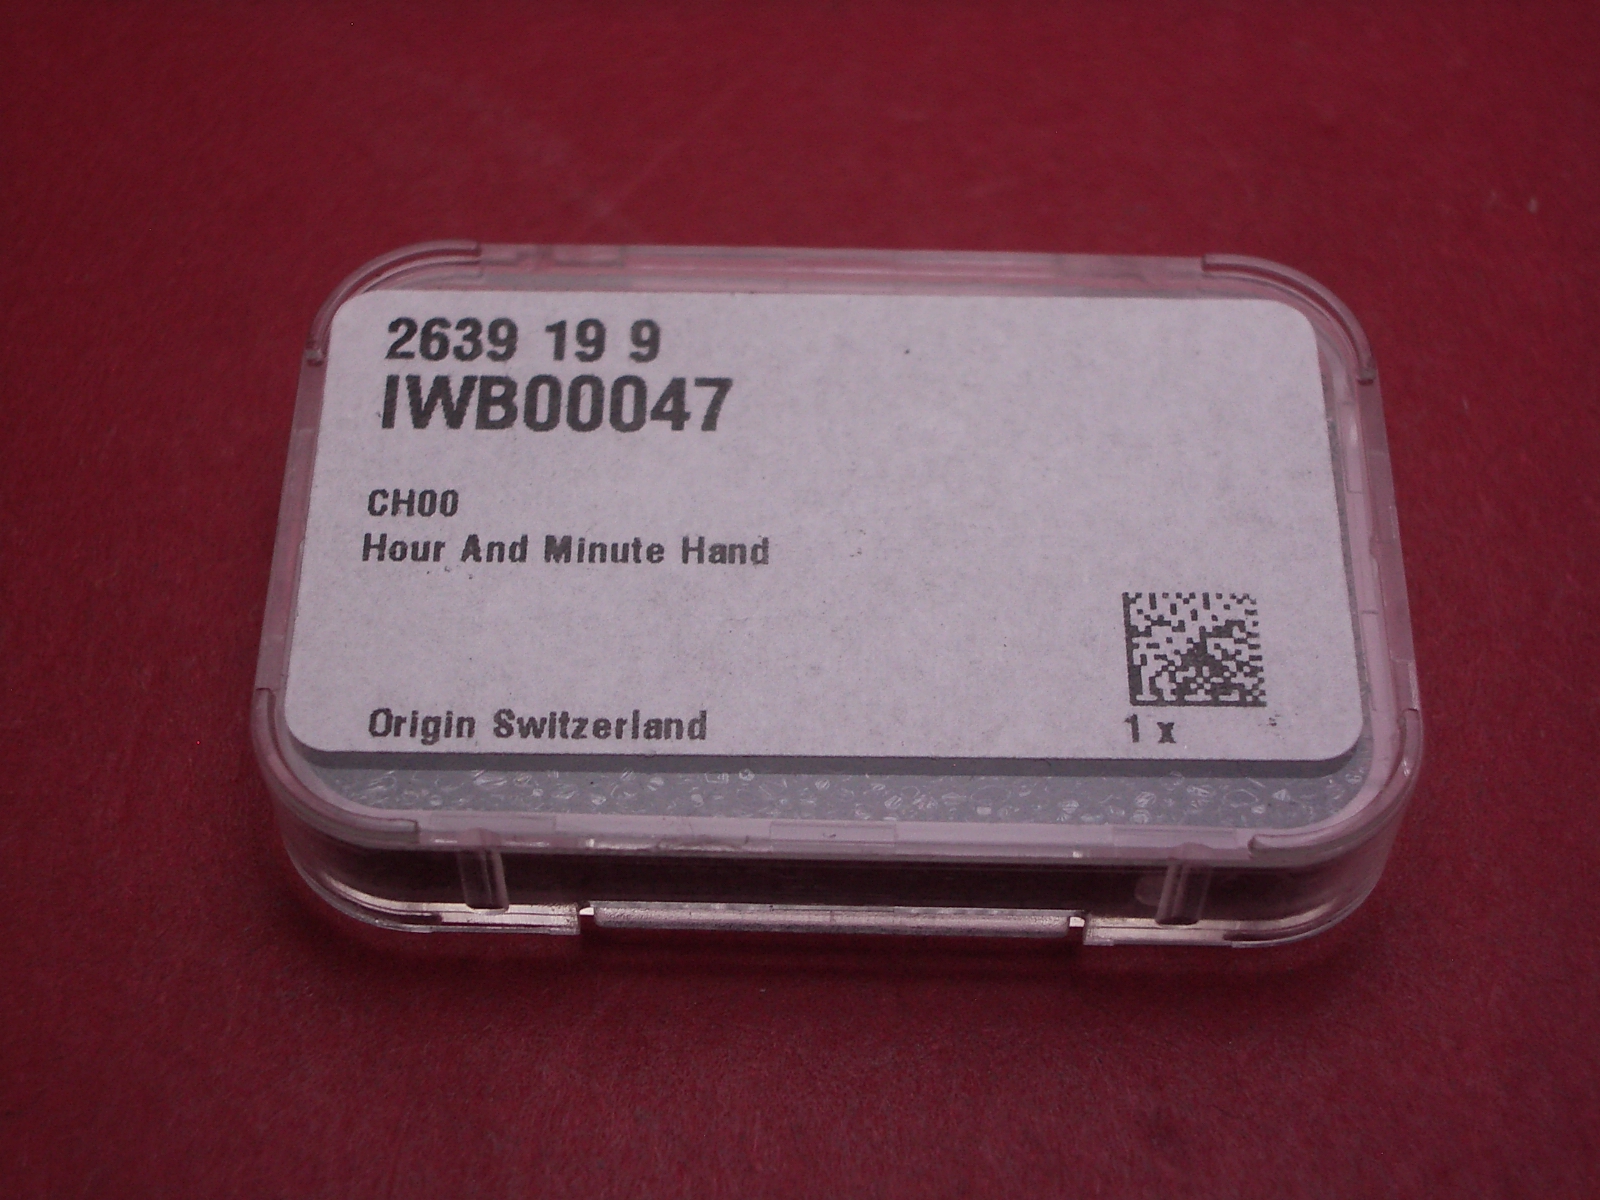 2639 19 9
IWB00047
CH00
Hour And Minute Hand
Origin Switzerland
1 x